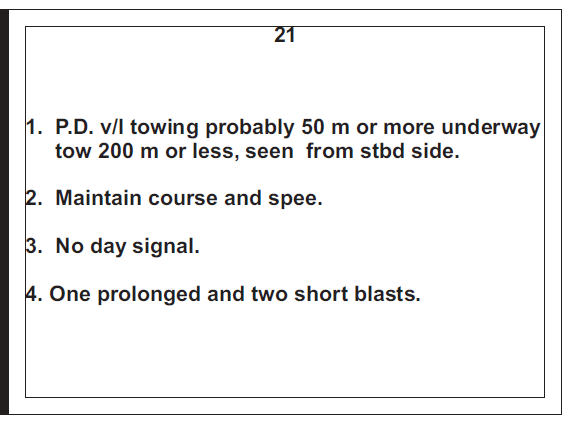 21
1. P.D. v/l towing probably 50 m or more underway
tow 200 m or less, seen from stbd side.
2. Maintain course and spee.
3. No day signal.
4. One prolonged and two short blasts.